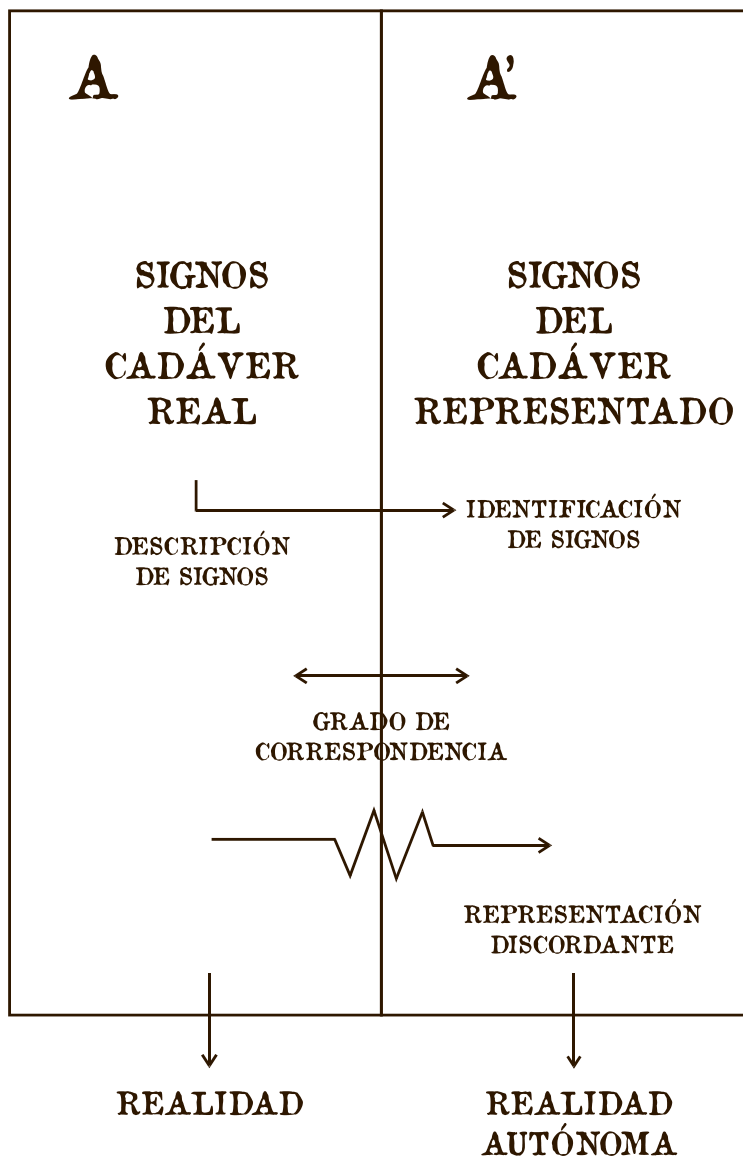 A
A’
SIGNOS
DEL
CADÁVER
REAL
SIGNOS
DEL
CADÁVER
REPRESENTADO
DESCRIPCIÓN
DE SIGNOS
IDENTIFICACIÓN
DE SIGNOS
GRADO DE
CORRESPONDENCIA
REPRESENTACIÓN
DISCORDANTE
REALIDAD
REALIDAD
AUTÓNOMA